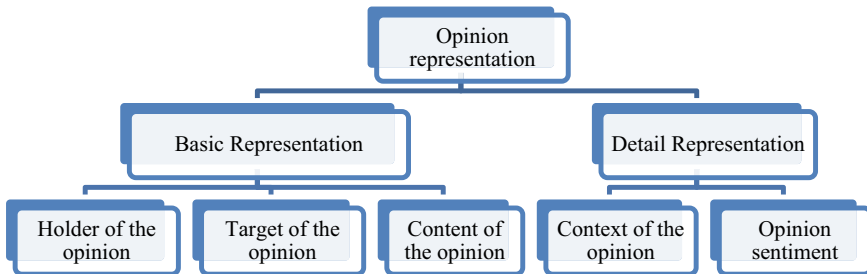 Opinion
representation
Basic Representation
Detail Representation
Holder of the
opinion
Target of the
opinion
Content of
the opinion
Context of the
opinion
Opinion
sentiment